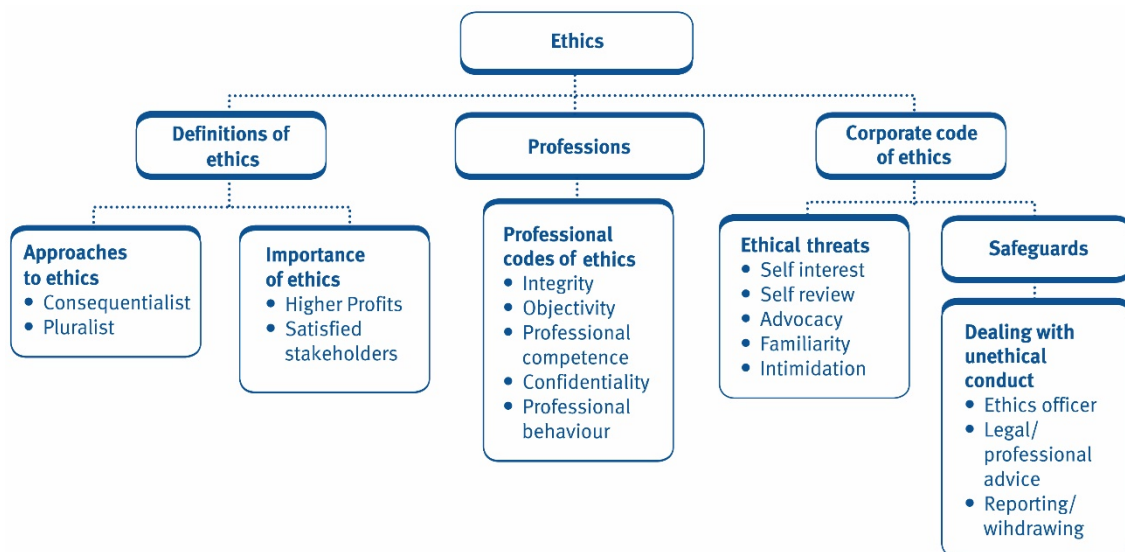 Ethics
Definitions of
ethics
Professions
Corporate code
of ethics
Approaches
to ethics
• Consequentialist
• Pluralist
Importance
of ethics
• Higher Profits
• Satisfied
stakeholders
Professional
codes of ethics
• Integrity
• Objectivity
• Professional
competence
• Confidentiality
• Professional
behaviour
Ethical threats
• Self interest
• Self review
• Advocacy
• Familiarity
• Intimidation
Safeguards
Dealing with
unethical
conduct
• Ethics officer
• Legal/
professional
advice
• Reporting/
wihdrawing